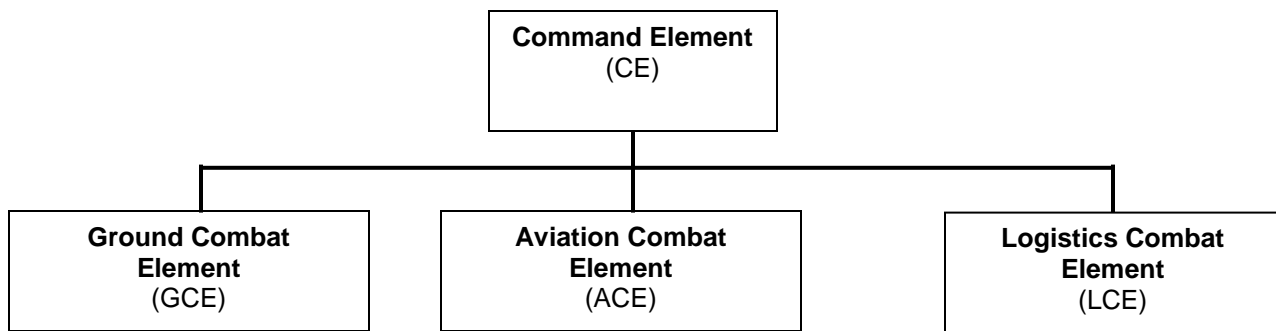 Command Element
(CE)
Ground Combat
Element
(GCE)
Aviation Combat
Element
(ACE)
Logistics Combat
Element
(LCE)